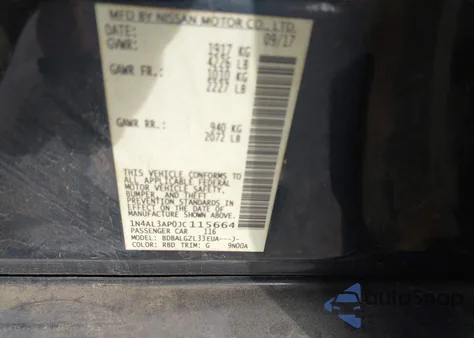 MFD BY NISSAN MOTOR CO., LTD.
DATE: 09/17
GVWR: 1917 KG
4226 LB
GAWR FR.: 1010 KG
2227 LB
GAWR RR.: 940 KG
2072 LB
THIS VEHICLE CONFORMS TO
ALL APPLICABLE FEDERAL
MOTOR VEHICLE SAFETY,
BUMPER, AND THEFT
PREVENTION STANDARDS IN
EFFECT ON THE DATE OF
MANUFACTURE SHOWN ABOVE.
1N4AL3AP0JC115664
PASSENGER CAR 116
MODEL: BDBALGZL33EUA---J-
COLOR: RBD TRIM: G 9N00A
AutoSnap